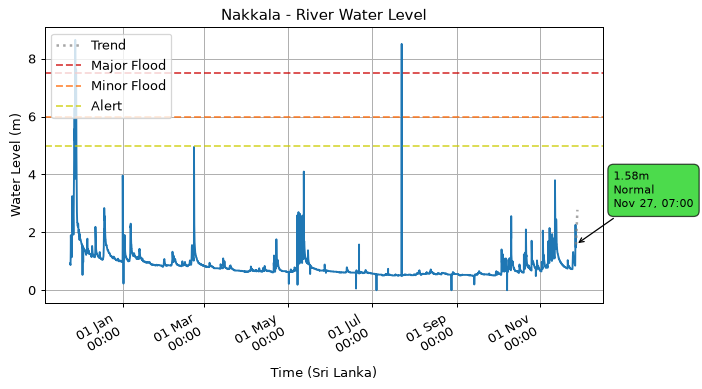 Nakkala - River Water Level
Trend
Major Flood
Minor Flood
Alert
Water Level (m)
8
6
4
2
0
1.58m
Normal
Nov 27, 07:00
01 Jan
00:00
01 Mar
00:00
01 May
00:00
01 Jul
00:00
01 Sep
00:00
01 Nov
00:00
Time (Sri Lanka)